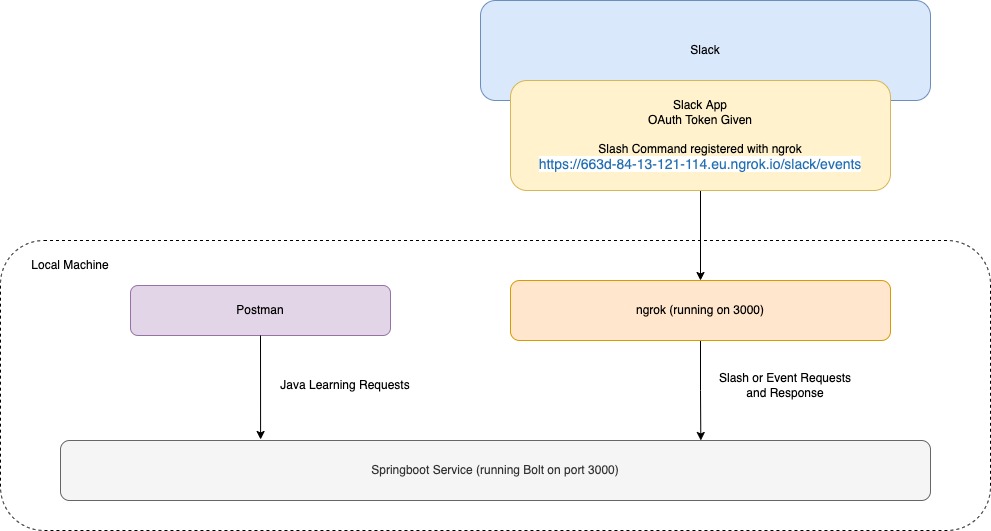 Slack
Slack App
OAuth Token Given
Slash Command registered with ngrok
https://663d-84-13-121-114.eu.ngrok.io/slack/events
Local Machine
Postman
ngrok (running on 3000)
Java Learning Requests
Slash or Event Requests
and Response
Springboot Service (running Bolt on port 3000)